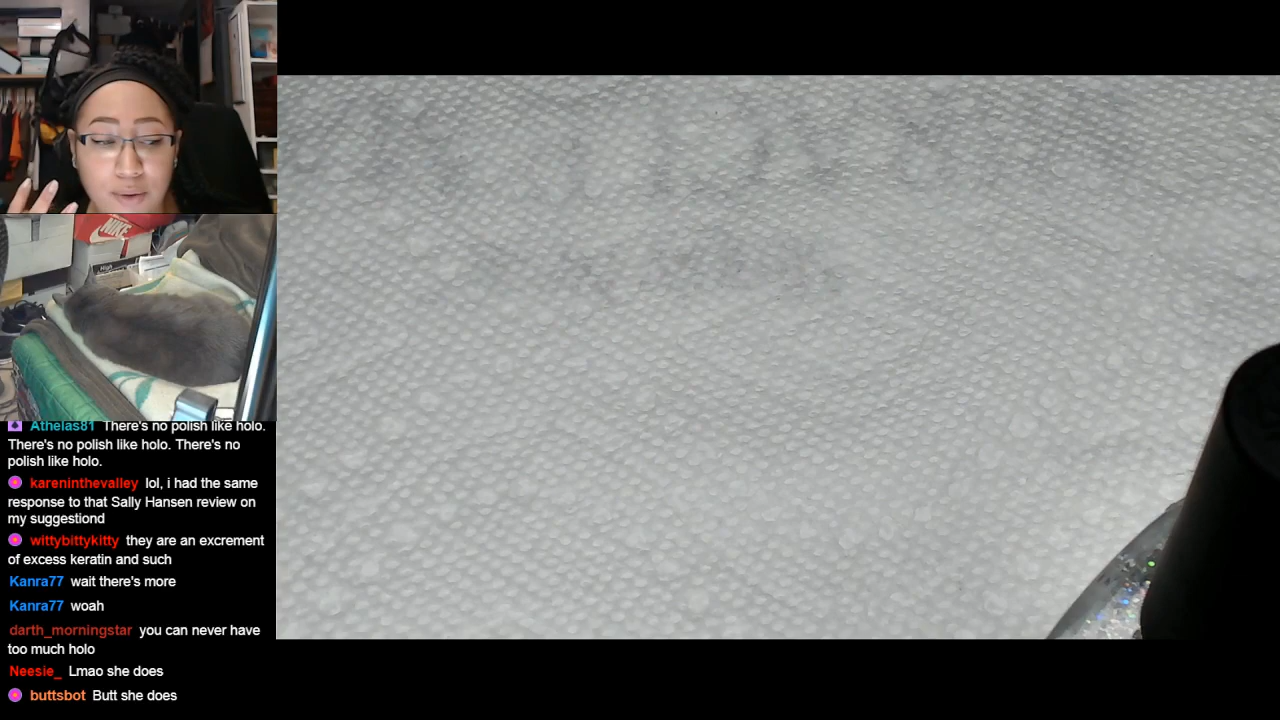 NIKE
High
Athelas81 There's no polish like holo.
There's no polish like holo. There's no
polish like holo.
kareninthevalley lol, i had the same
response to that Sally Hansen review on
my suggestiond
wittybittykitty they are an excrement
of excess keratin and such
Kanra77 wait there's more
Kanra77 woah
darth_morningstar you can never have
too much holo
Neesie_ Lmao she does
buttsbot Butt she does